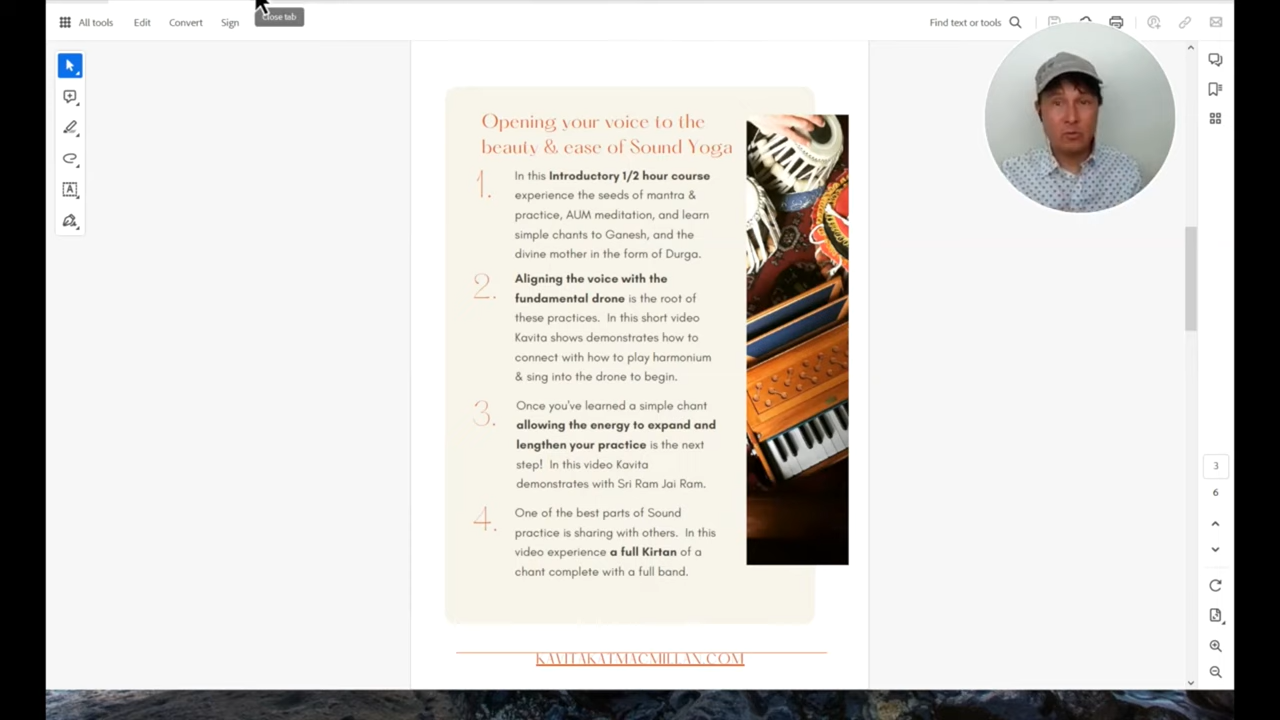 All tools
Edit
Convert
Sign
Close tab
Find text or tools
Opening your voice to the
beauty & ease of Sound Yoga
1.
In this Introductory 1/2 hour course
experience the seeds of mantra &
practice, AUM meditation, and learn
simple chants to Ganesh, and the
divine mother in the form of Durga.
2.
Aligning the voice with the
fundamental drone is the root of
these practices. In this short video
Kavita shows demonstrates how to
connect with how to play harmonium
& sing into the drone to begin.
3.
Once you've learned a simple chant
allowing the energy to expand and
lengthen your practice is the next
step! In this video Kavita
demonstrates with Sri Ram Jai Ram.
4.
One of the best parts of Sound
practice is sharing with others. In this
video experience a full Kirtan of a
chant complete with a full band.
KAVITAKATMACMILLAN.COM
3
6